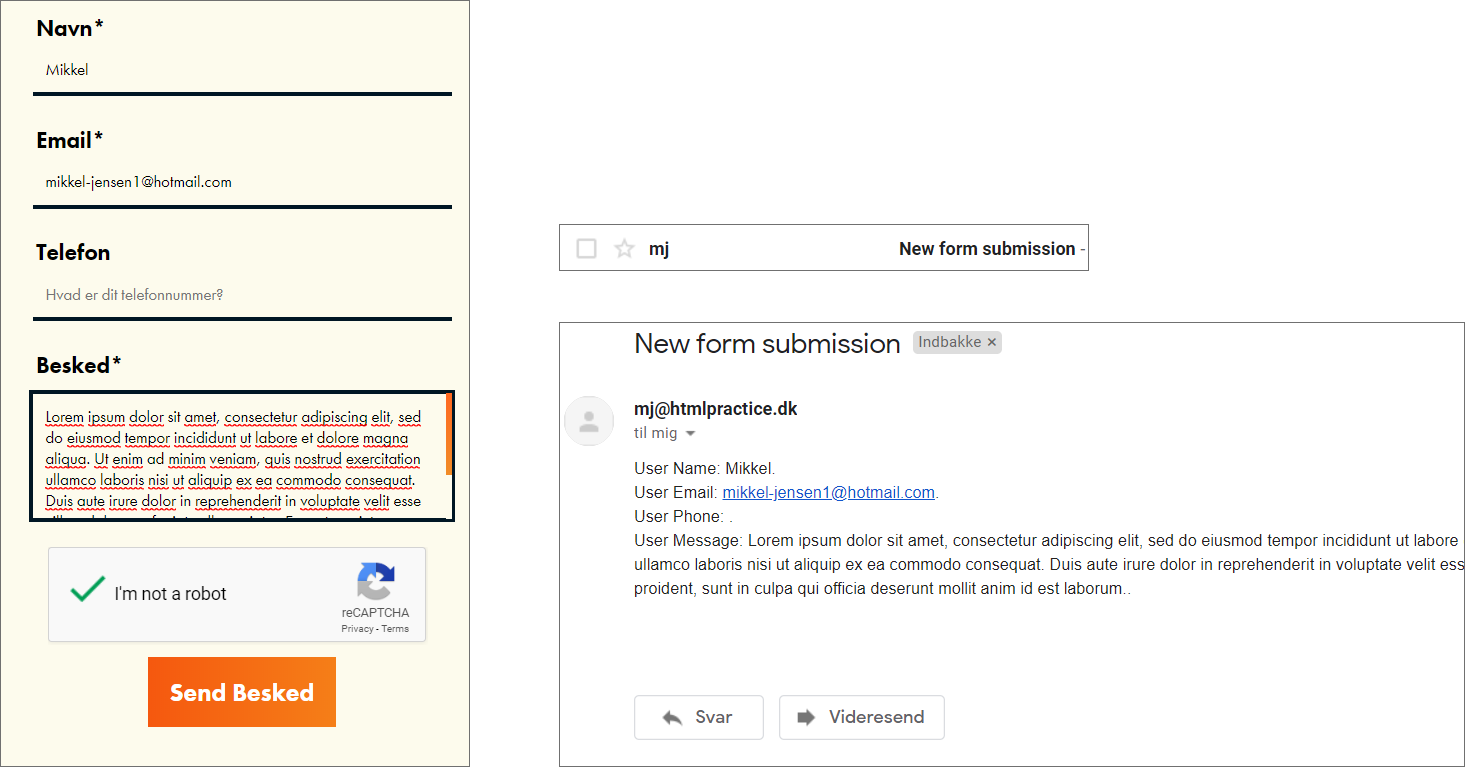 Navn*
Mikkel
Email*
mikkel-jensen1@hotmail.com
Telefon
Hvad er dit telefonnummer?
Besked*
Lorem ipsum dolor sit amet, consectetur adipiscing elit, sed
do eiusmod tempor incididunt ut labore et dolore magna
aliqua. Ut enim ad minim veniam, quis nostrud exercitation
ullamco laboris nisi ut aliquip ex ea commodo consequat.
Duis aute irure dolor in reprehenderit in voluptate velit esse
I'm not a robot
reCAPTCHA
Privacy - Terms
Send Besked
mj New form submission -
New form submission Indbakke ×
mj@htmlpractice.dk
til mig
User Name: Mikkel.
User Email: mikkel-jensen1@hotmail.com.
User Phone: .
User Message: Lorem ipsum dolor sit amet, consectetur adipiscing elit, sed do eiusmod tempor incididunt ut labore
ullamco laboris nisi ut aliquip ex ea commodo consequat. Duis aute irure dolor in reprehenderit in voluptate velit ess
proident, sunt in culpa qui officia deserunt mollit anim id est laborum..
Svar
Videresend